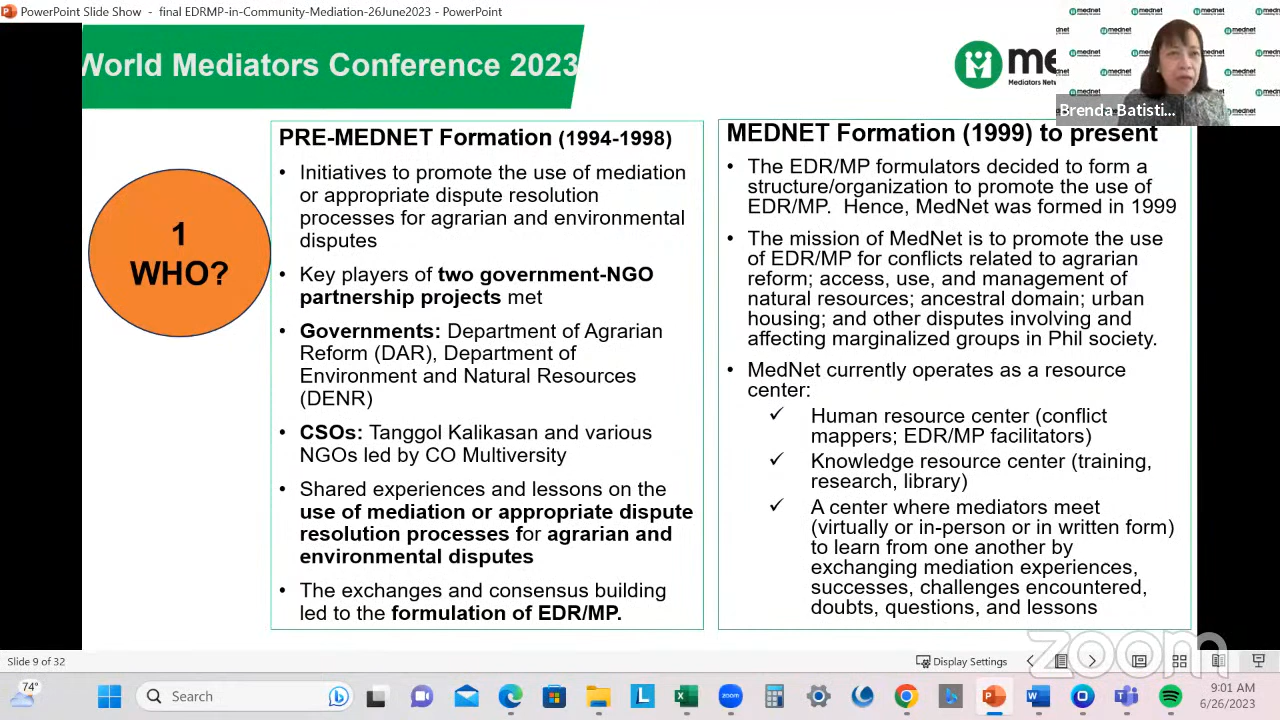 PowerPoint Slide Show - final EDRMP-in-Community-Mediation-26June2023 - PowerPoint
World Mediators Conference 2023
me
Mediators Netw
mednet
Brenda Batisti...
1
WHO?
PRE-MEDNET Formation (1994-1998)
• Initiatives to promote the use of mediation
or appropriate dispute resolution
processes for agrarian and environmental
disputes
• Key players of two government-NGO
partnership projects met
• Governments: Department of Agrarian
Reform (DAR), Department of
Environment and Natural Resources
(DENR)
• CSOs: Tanggol Kalikasan and various
NGOs led by CO Multiversity
• Shared experiences and lessons on the
use of mediation or appropriate dispute
resolution processes for agrarian and
environmental disputes
• The exchanges and consensus building
led to the formulation of EDR/MP.
MEDNET Formation (1999) to present
• The EDR/MP formulators decided to form a
structure/organization to promote the use of
EDR/MP. Hence, MedNet was formed in 1999
• The mission of MedNet is to promote the use
of EDR/MP for conflicts related to agrarian
reform; access, use, and management of
natural resources; ancestral domain; urban
housing; and other disputes involving and
affecting marginalized groups in Phil society.
• MedNet currently operates as a resource
center:
✓ Human resource center (conflict
mappers; EDR/MP facilitators)
✓ Knowledge resource center (training,
research, library)
✓ A center where mediators meet
(virtually or in-person or in written form)
to learn from one another by
exchanging mediation experiences,
successes, challenges encountered,
doubts, questions, and lessons
zoom
Slide 9 of 32
Display Settings
74°
Search
zoom
9:01 AM
6/26/2023